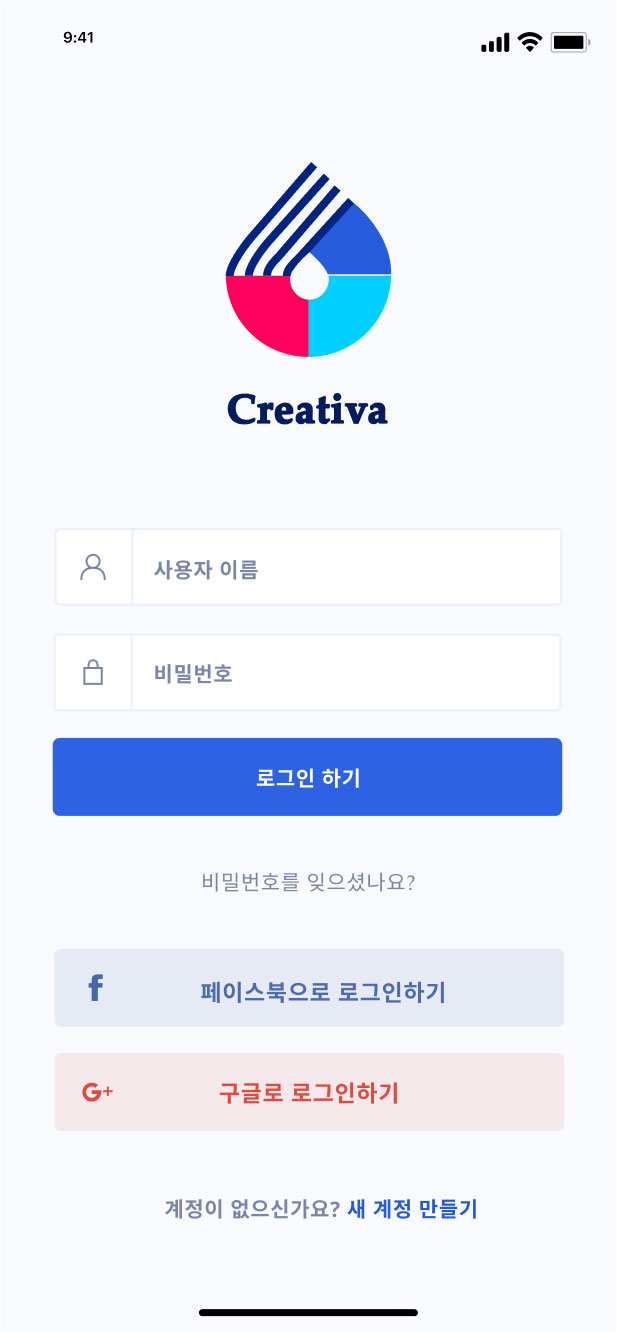 9:41
Creativa
사용자 이름
비밀번호
로그인 하기
비밀번호를 잊으셨나요?
f 페이스북으로 로그인하기
G+ 구글로 로그인하기
계정이 없으신가요? 새 계정 만들기